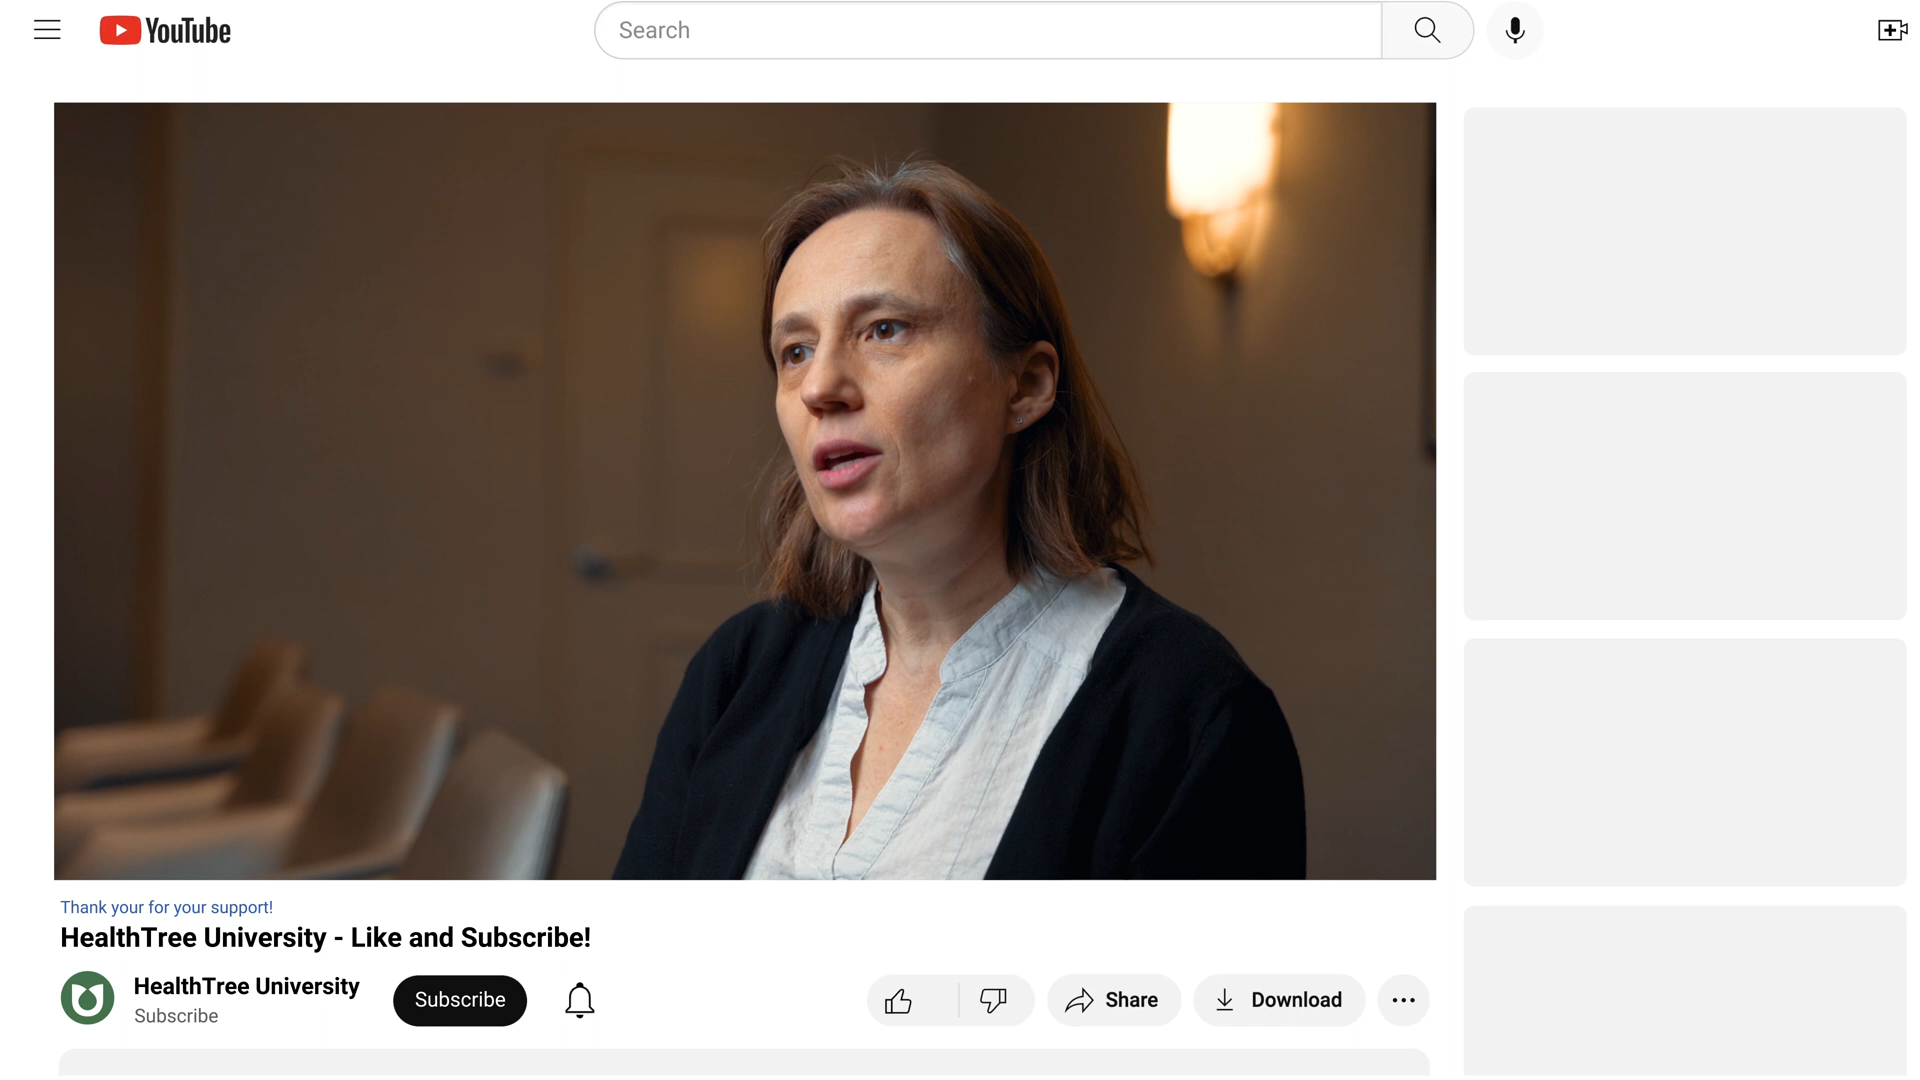 YouTube
Search
Thank your for your support!
HealthTree University - Like and Subscribe!
HealthTree University
Subscribe
Subscribe
Share
Download